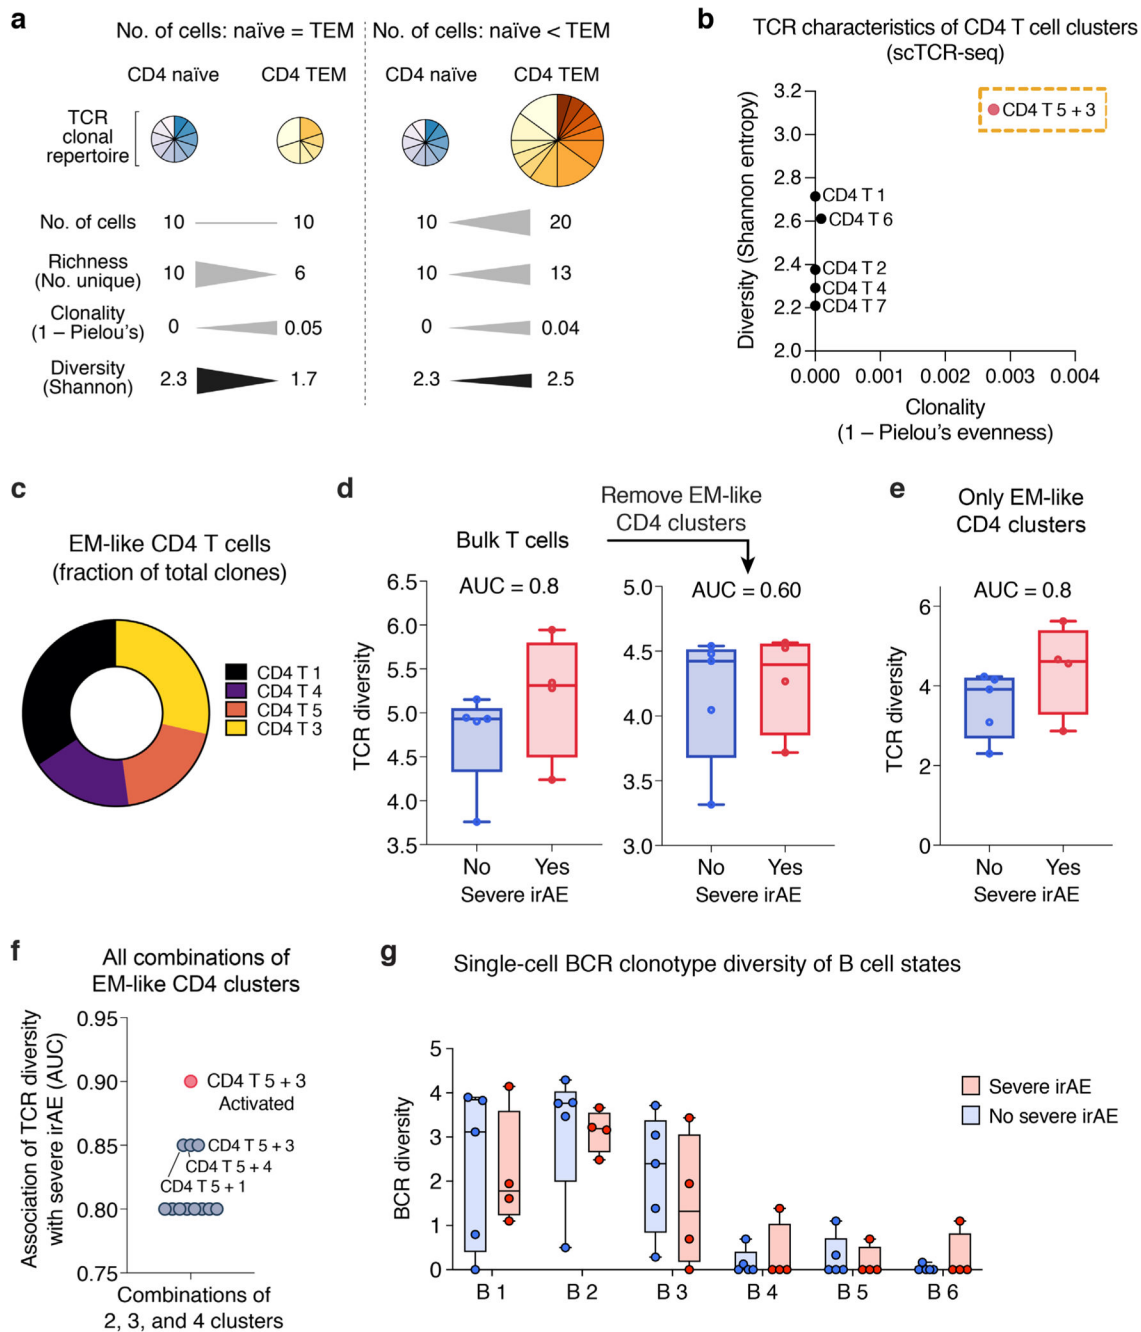 a
No. of cells: naïve = TEM
No. of cells: naïve < TEM
CD4 naïve
CD4 TEM
CD4 naïve
CD4 TEM
TCR
clonal
repertoire
No. of cells
10
10
10
20
Richness
(No. unique)
10
6
10
13
Clonality
(1 – Pielou's)
0
0.05
0
0.04
Diversity
(Shannon)
2.3
1.7
2.3
2.5
b
TCR characteristics of CD4 T cell clusters
(scTCR-seq)
Diversity (Shannon entropy)
3.2
3.0
2.8
2.6
2.4
2.2
2.0
CD4 T 5 + 3
CD4 T 1
CD4 T 6
CD4 T 2
CD4 T 4
CD4 T 7
0.000
0.001
0.002
0.003
0.004
Clonality
(1 – Pielou's evenness)
c
EM-like CD4 T cells
(fraction of total clones)
CD4 T 1
CD4 T 4
CD4 T 5
CD4 T 3
d
Bulk T cells
Remove EM-like
CD4 clusters
AUC = 0.8
TCR diversity
6.5
6.0
5.5
5.0
4.5
4.0
3.5
No
Yes
Severe irAE
AUC = 0.60
5.0
4.5
4.0
3.5
3.0
No
Yes
Severe irAE
e
Only EM-like
CD4 clusters
AUC = 0.8
TCR diversity
6
4
2
0
No
Yes
Severe irAE
f
All combinations of
EM-like CD4 clusters
Association of TCR diversity
with severe irAE (AUC)
0.95
0.90
0.85
0.80
0.75
CD4 T 5 + 3
Activated
CD4 T 5 + 3
CD4 T 5 + 4
CD4 T 5 + 1
Combinations of
2, 3, and 4 clusters
g
Single-cell BCR clonotype diversity of B cell states
BCR diversity
5
4
3
2
1
0
B 1
B 2
B 3
B 4
B 5
B 6
Severe irAE
No severe irAE